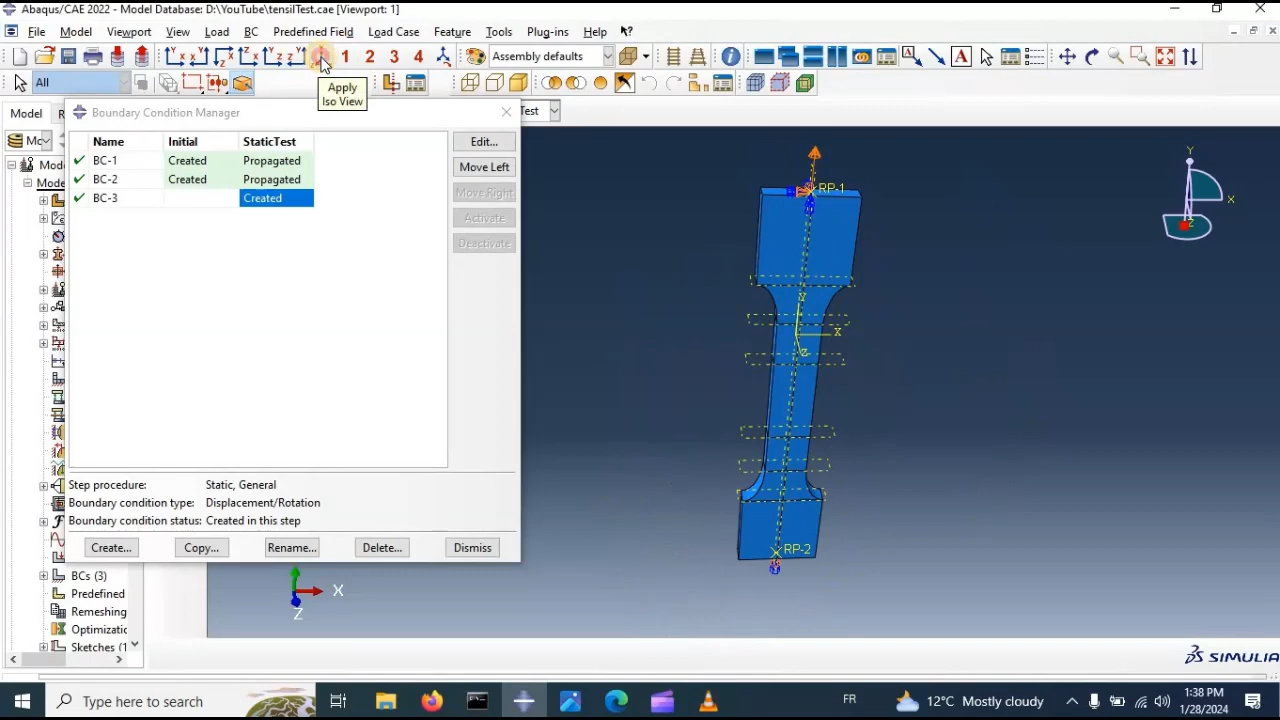 Abaqus/CAE 2022 - Model Database: D:\YouTube\tensilTest.cae [Viewport: 1]
File Model Viewport View Load BC Predefined Field Load Case Feature Tools Plug-ins Help
1 2 3 4 Assembly defaults
All
Apply
Iso View
Model
Boundary Condition Manager
Test
Name Initial StaticTest
BC-1 Created Propagated
BC-2 Created Propagated
BC-3 Created
Edit...
Move Left
Move Right
Activate
Deactivate
Step procedure: Static, General
Boundary condition type: Displacement/Rotation
Boundary condition status: Created in this step
Create... Copy... Rename... Delete... Dismiss
RP-1
Y
X
Z
RP-2
Y
X
Z
X
Z
BCs (3)
Predefined
Remeshing
Optimizatic
Sketches (1
SIMULIA
Type here to search
FR
12°C Mostly cloudy
:38 PM
1/28/2024